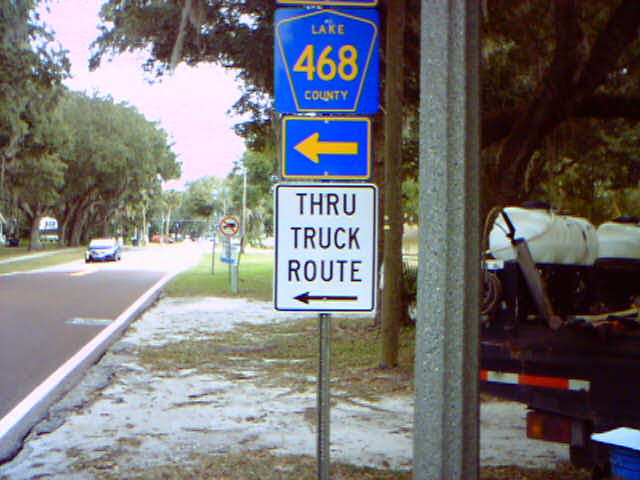 LAKE
468
COUNTY
THRU
TRUCK
ROUTE